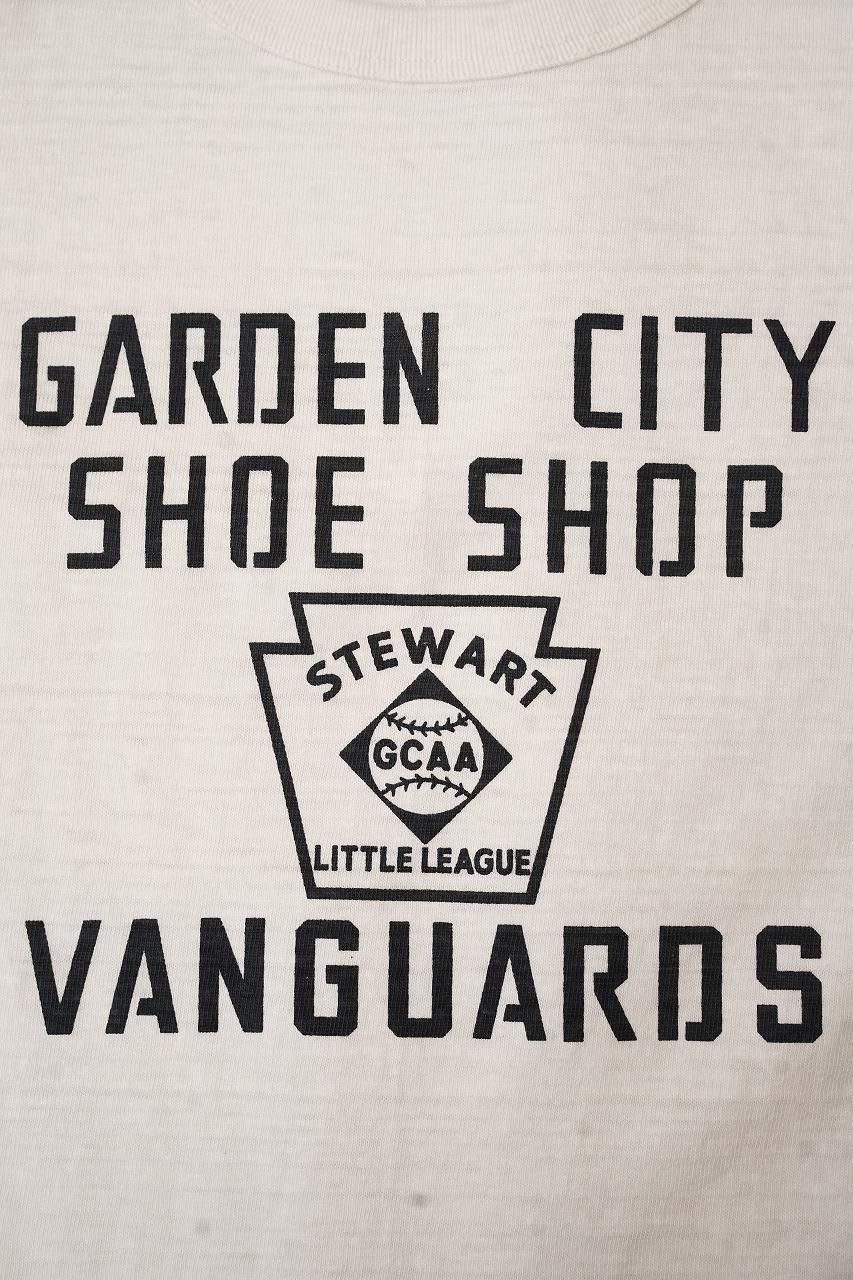 GARDEN CITY
SHOE SHOP
STEWART
GCAA
LITTLE LEAGUE
VANGUARDS